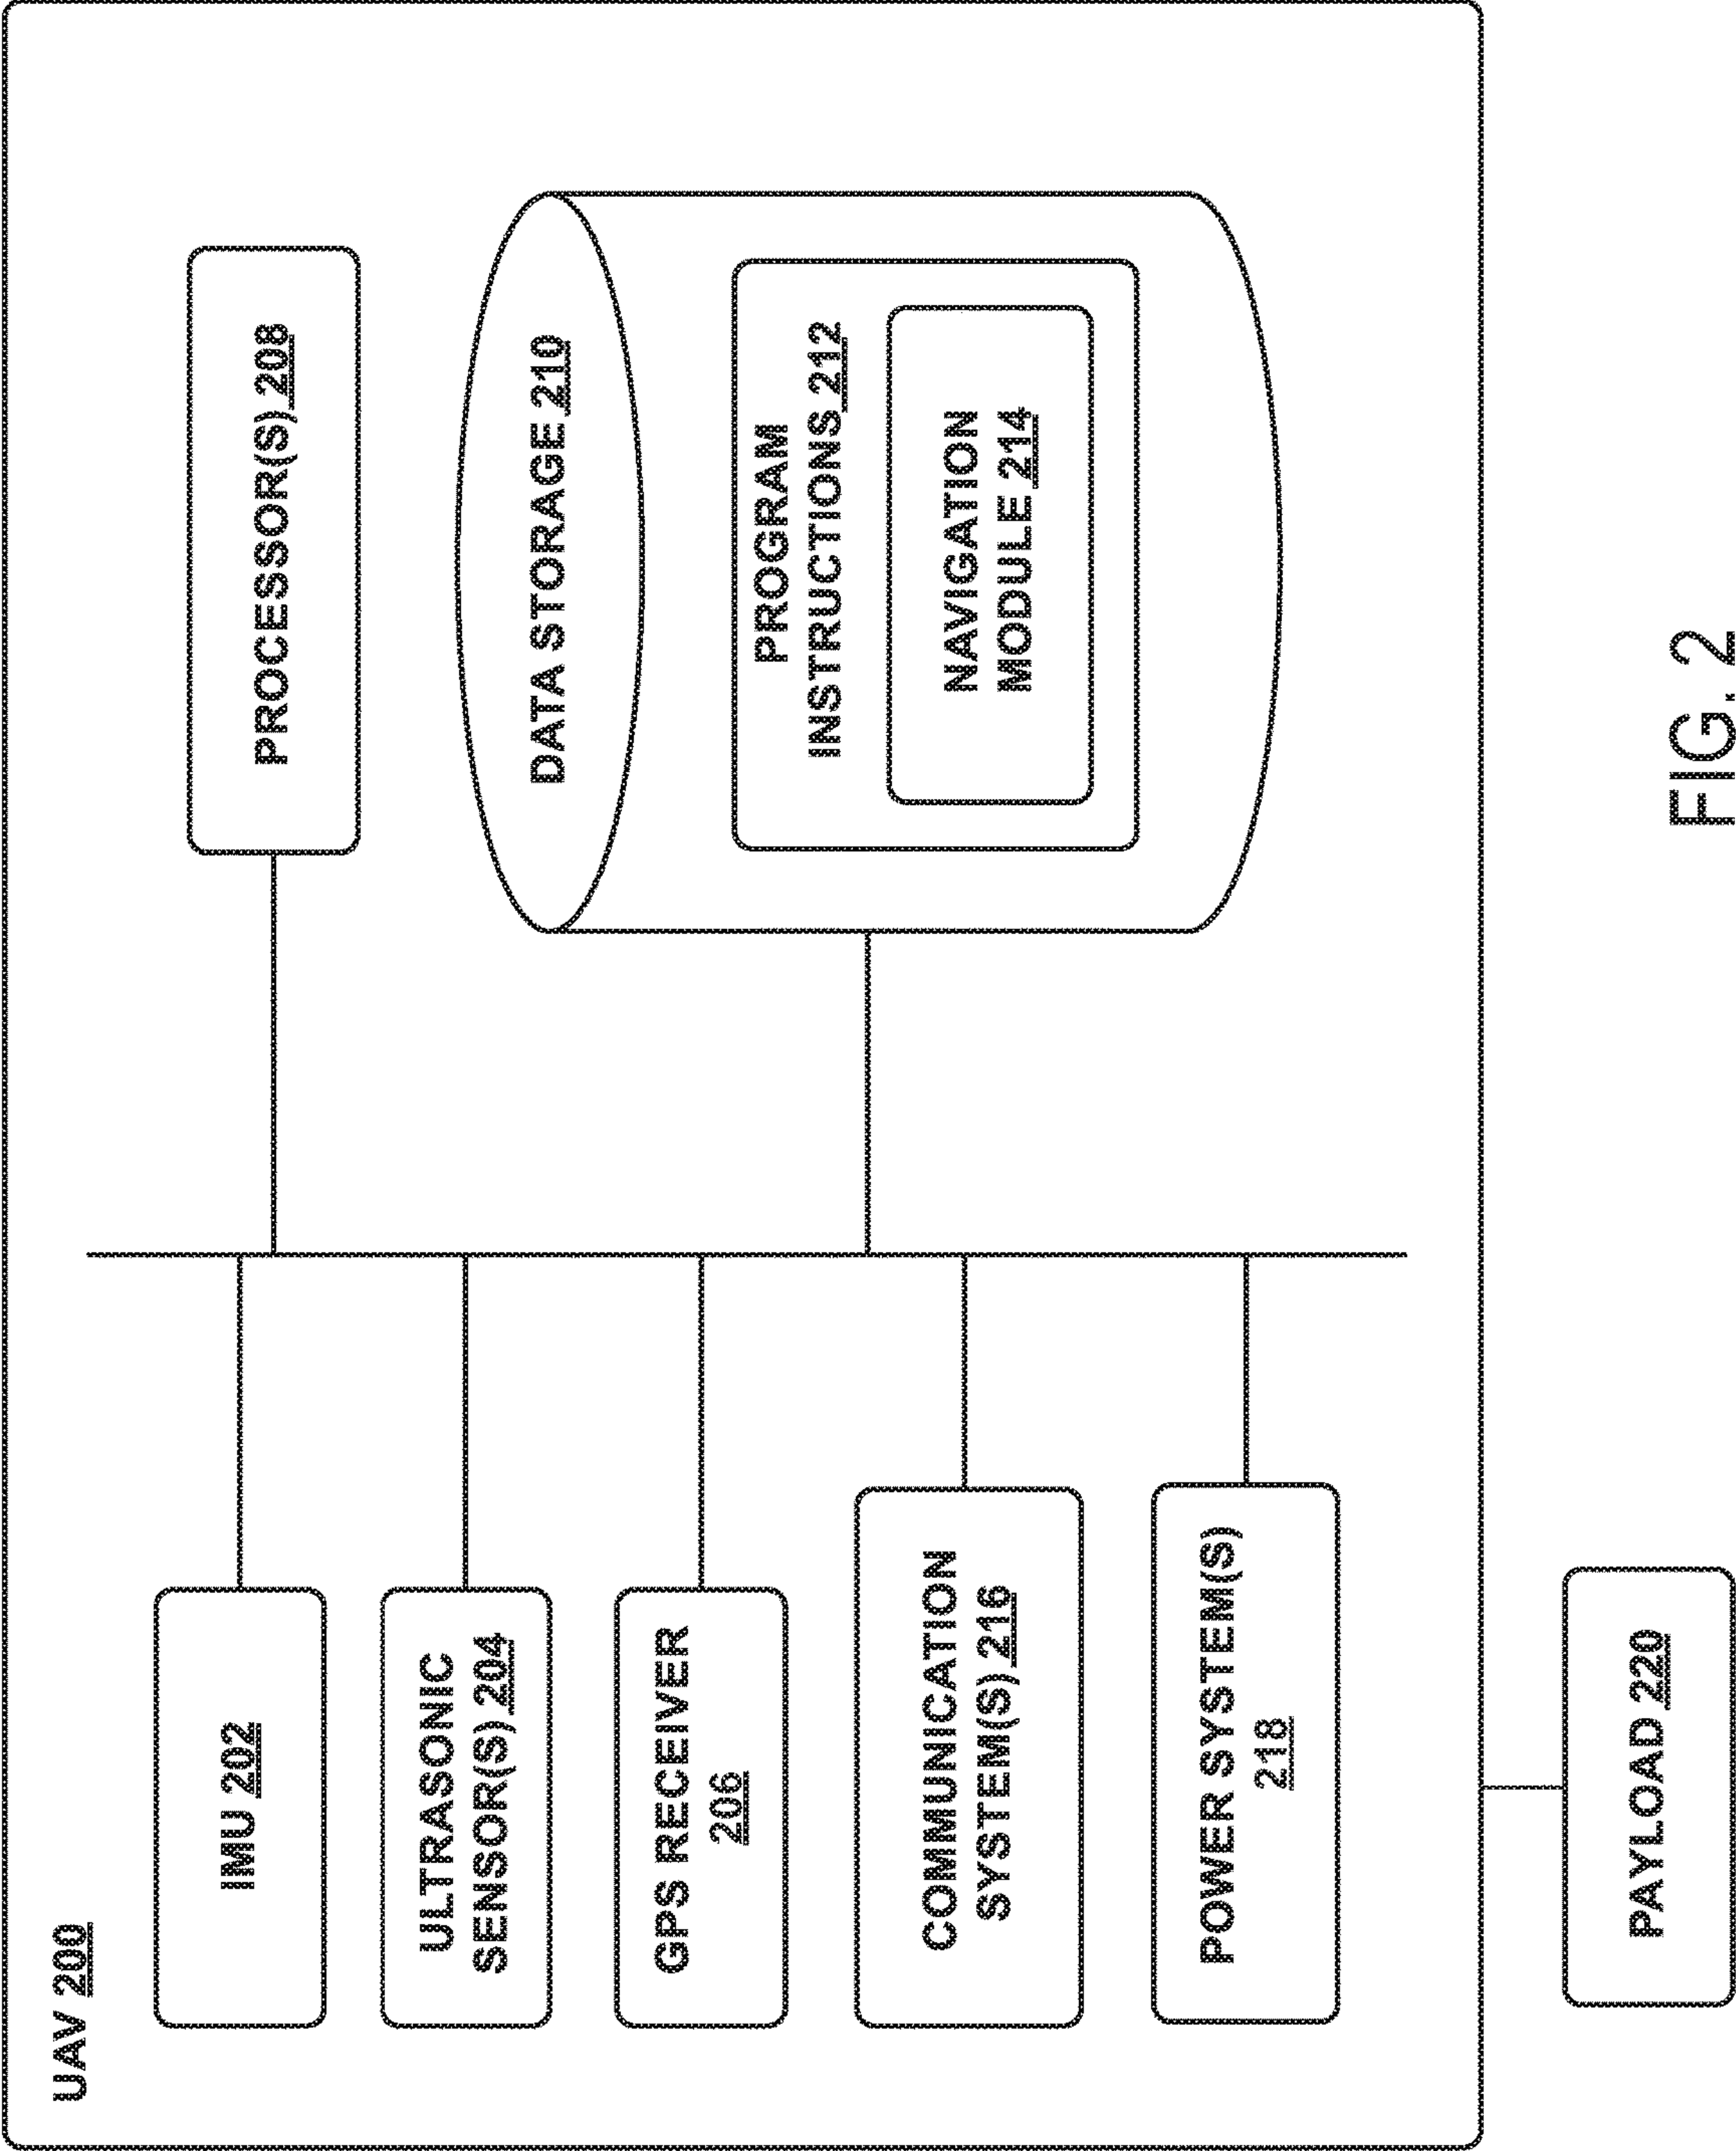 UAV 200
IMU 202
ULTRASONIC
SENSOR(S) 204
GPS RECEIVER
206
COMMUNICATION
SYSTEM(S) 216
POWER SYSTEM(S)
218
PROCESSOR(S) 208
DATA STORAGE 210
PROGRAM
INSTRUCTIONS 212
NAVIGATION
MODULE 214
PAYLOAD 220
FIG. 2